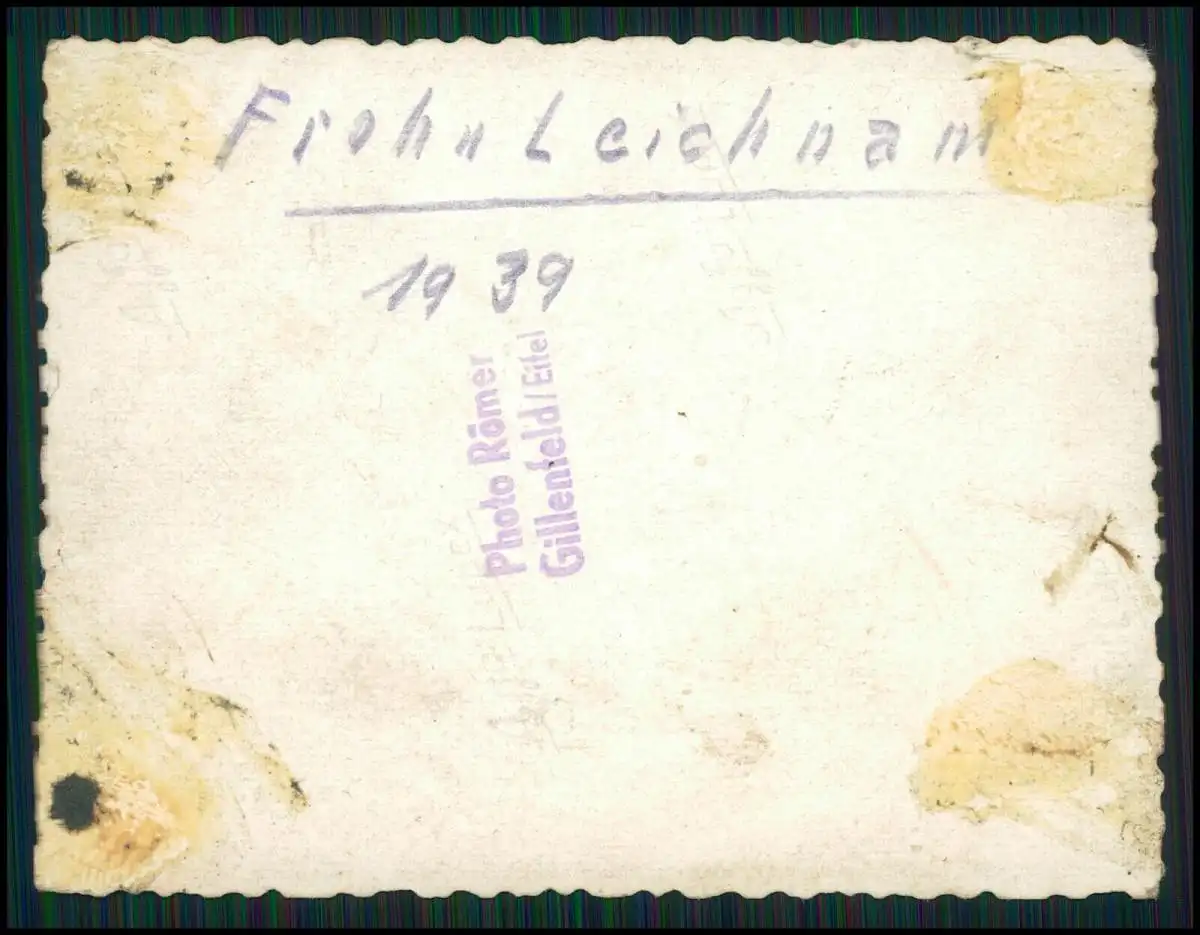 FrohnLeichnam
1939
Photo Römer
Gillenfeld/Eifel